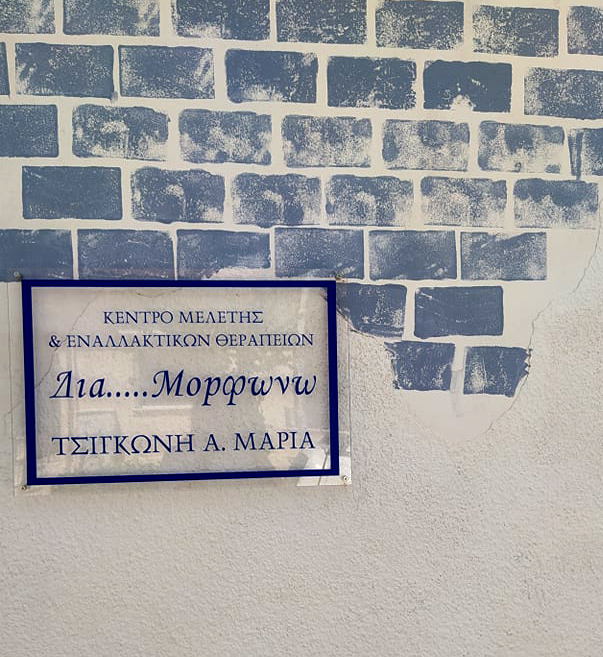 ΚΕΝΤΡΟ ΜΕΛΕΤΗΣ
& ΕΝΑΛΛΑΚΤΙΚΩΝ ΘΕΡΑΠΕΙΩΝ
Δια.....Μορφωνω
ΤΣΙΓΚΩΝΗ Α. ΜΑΡΙΑ